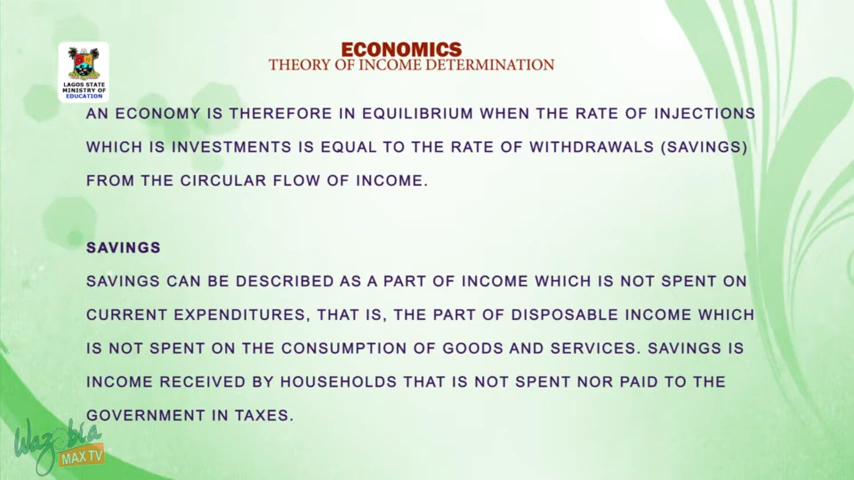 ECONOMICS
THEORY OF INCOME DETERMINATION
LAGOS STATE
MINISTRY OF
EDUCATION
AN ECONOMY IS THEREFORE IN EQUILIBRIUM WHEN THE RATE OF INJECTIONS
WHICH IS INVESTMENTS IS EQUAL TO THE RATE OF WITHDRAWALS (SAVINGS)
FROM THE CIRCULAR FLOW OF INCOME.
SAVINGS
SAVINGS CAN BE DESCRIBED AS A PART OF INCOME WHICH IS NOT SPENT ON
CURRENT EXPENDITURES, THAT IS, THE PART OF DISPOSABLE INCOME WHICH
IS NOT SPENT ON THE CONSUMPTION OF GOODS AND SERVICES. SAVINGS IS
INCOME RECEIVED BY HOUSEHOLDS THAT IS NOT SPENT NOR PAID TO THE
GOVERNMENT IN TAXES.
Wazobia
MAX TV